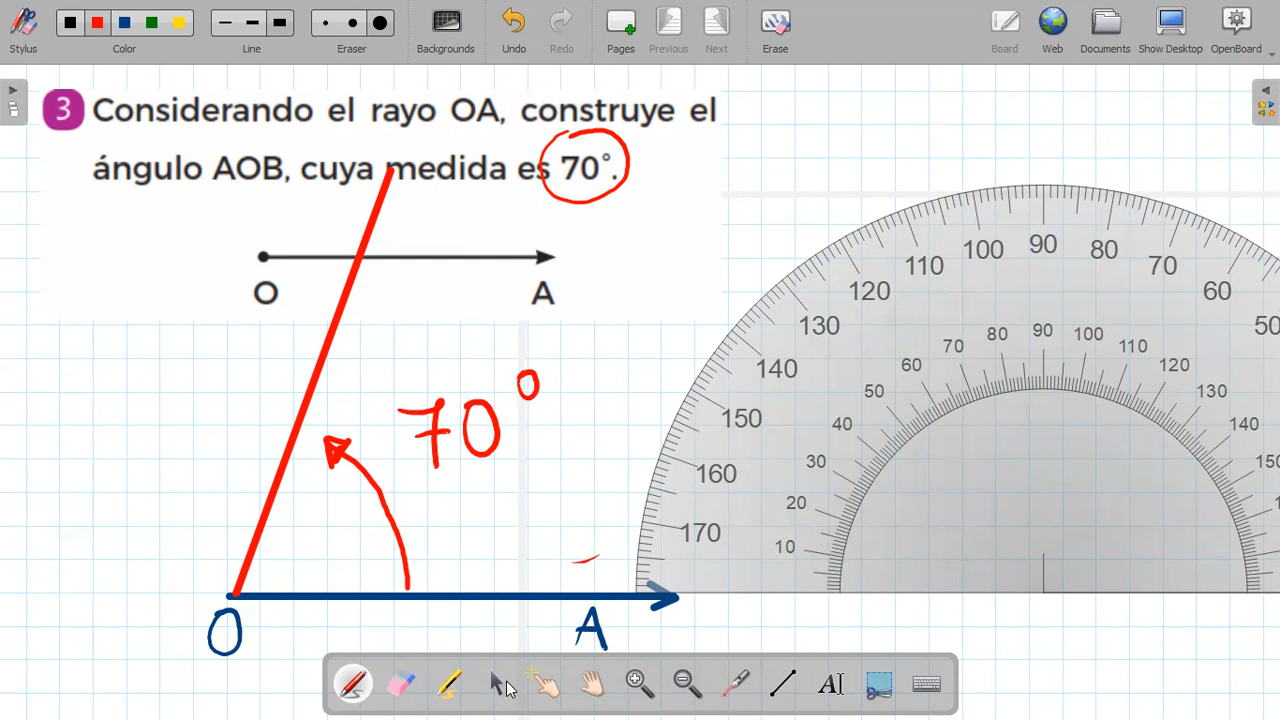 Stylus
Color
Line
Eraser
Backgrounds
Undo
Redo
Pages
Previous
Next
Erase
Board
Web
Documents
Show Desktop
OpenBoard
3 Considerando el rayo OA, construye el
ángulo AOB, cuya medida es 70°.
O A
70°
O A
170 160 150 140 130 120 110 100 90 80 70 60 50
10 20 30 40 50 60 70 80 90 100 110 120 130 140 150
AI